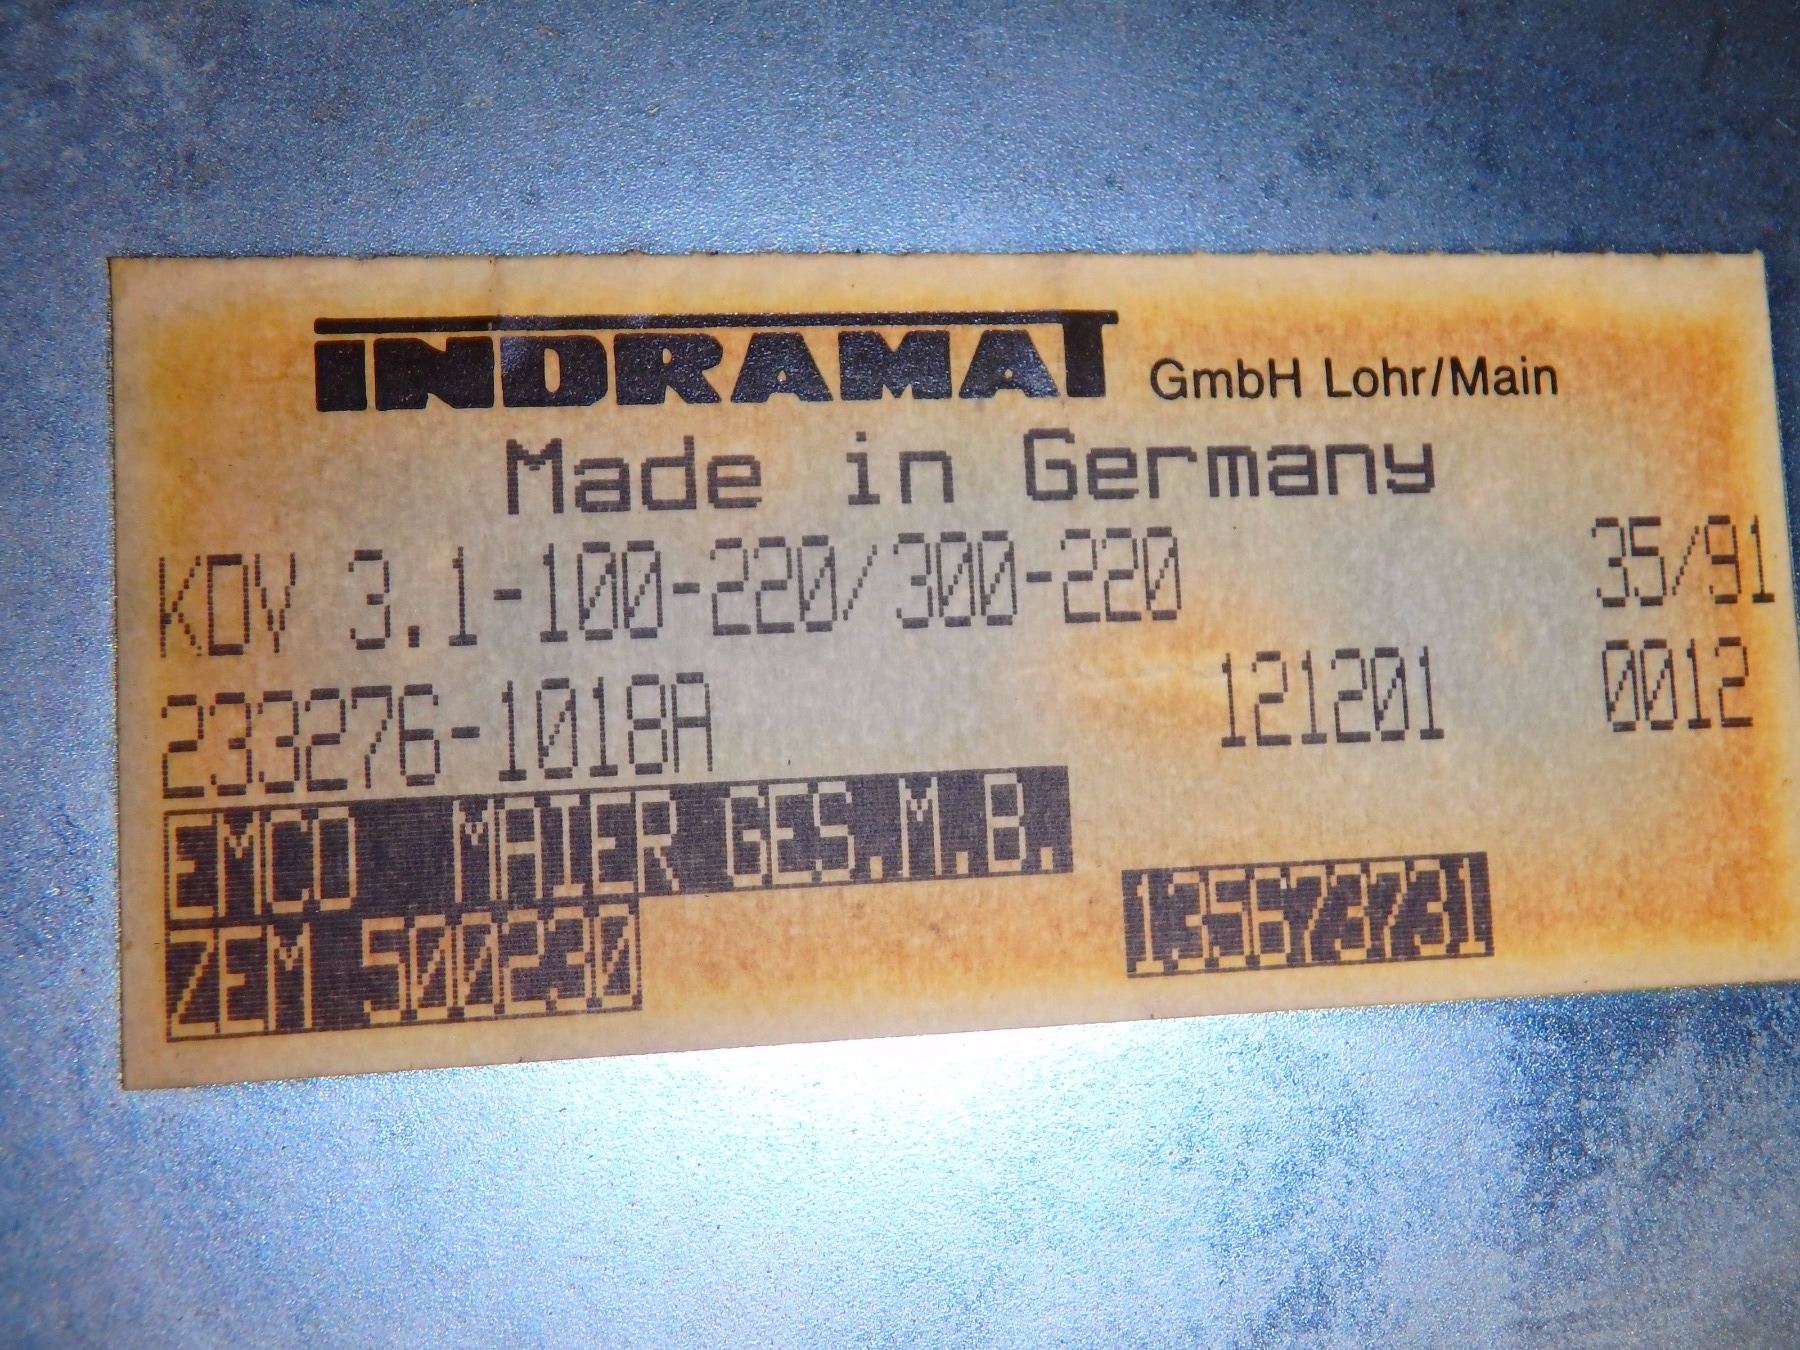 INDRAMAT GmbH Lohr/Main
Made in Germany
KDV 3.1-100-220/300-220 35/91
233276-1018A 121201 0012
EMCO MAIER GES.M.B.
ZEM 500230 135673731